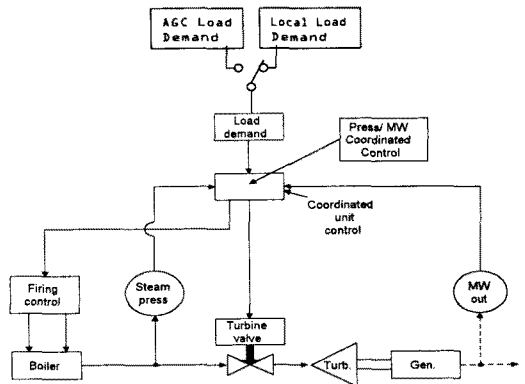 AGC Load
Demand
Local Load
Demand
Load
demand
Press/ MW
Coordinated
Control
Coordinated
unit
control
Firing
control
Steam
press
MW
out
Turbine
valve
Boiler
Turb.
Gen.